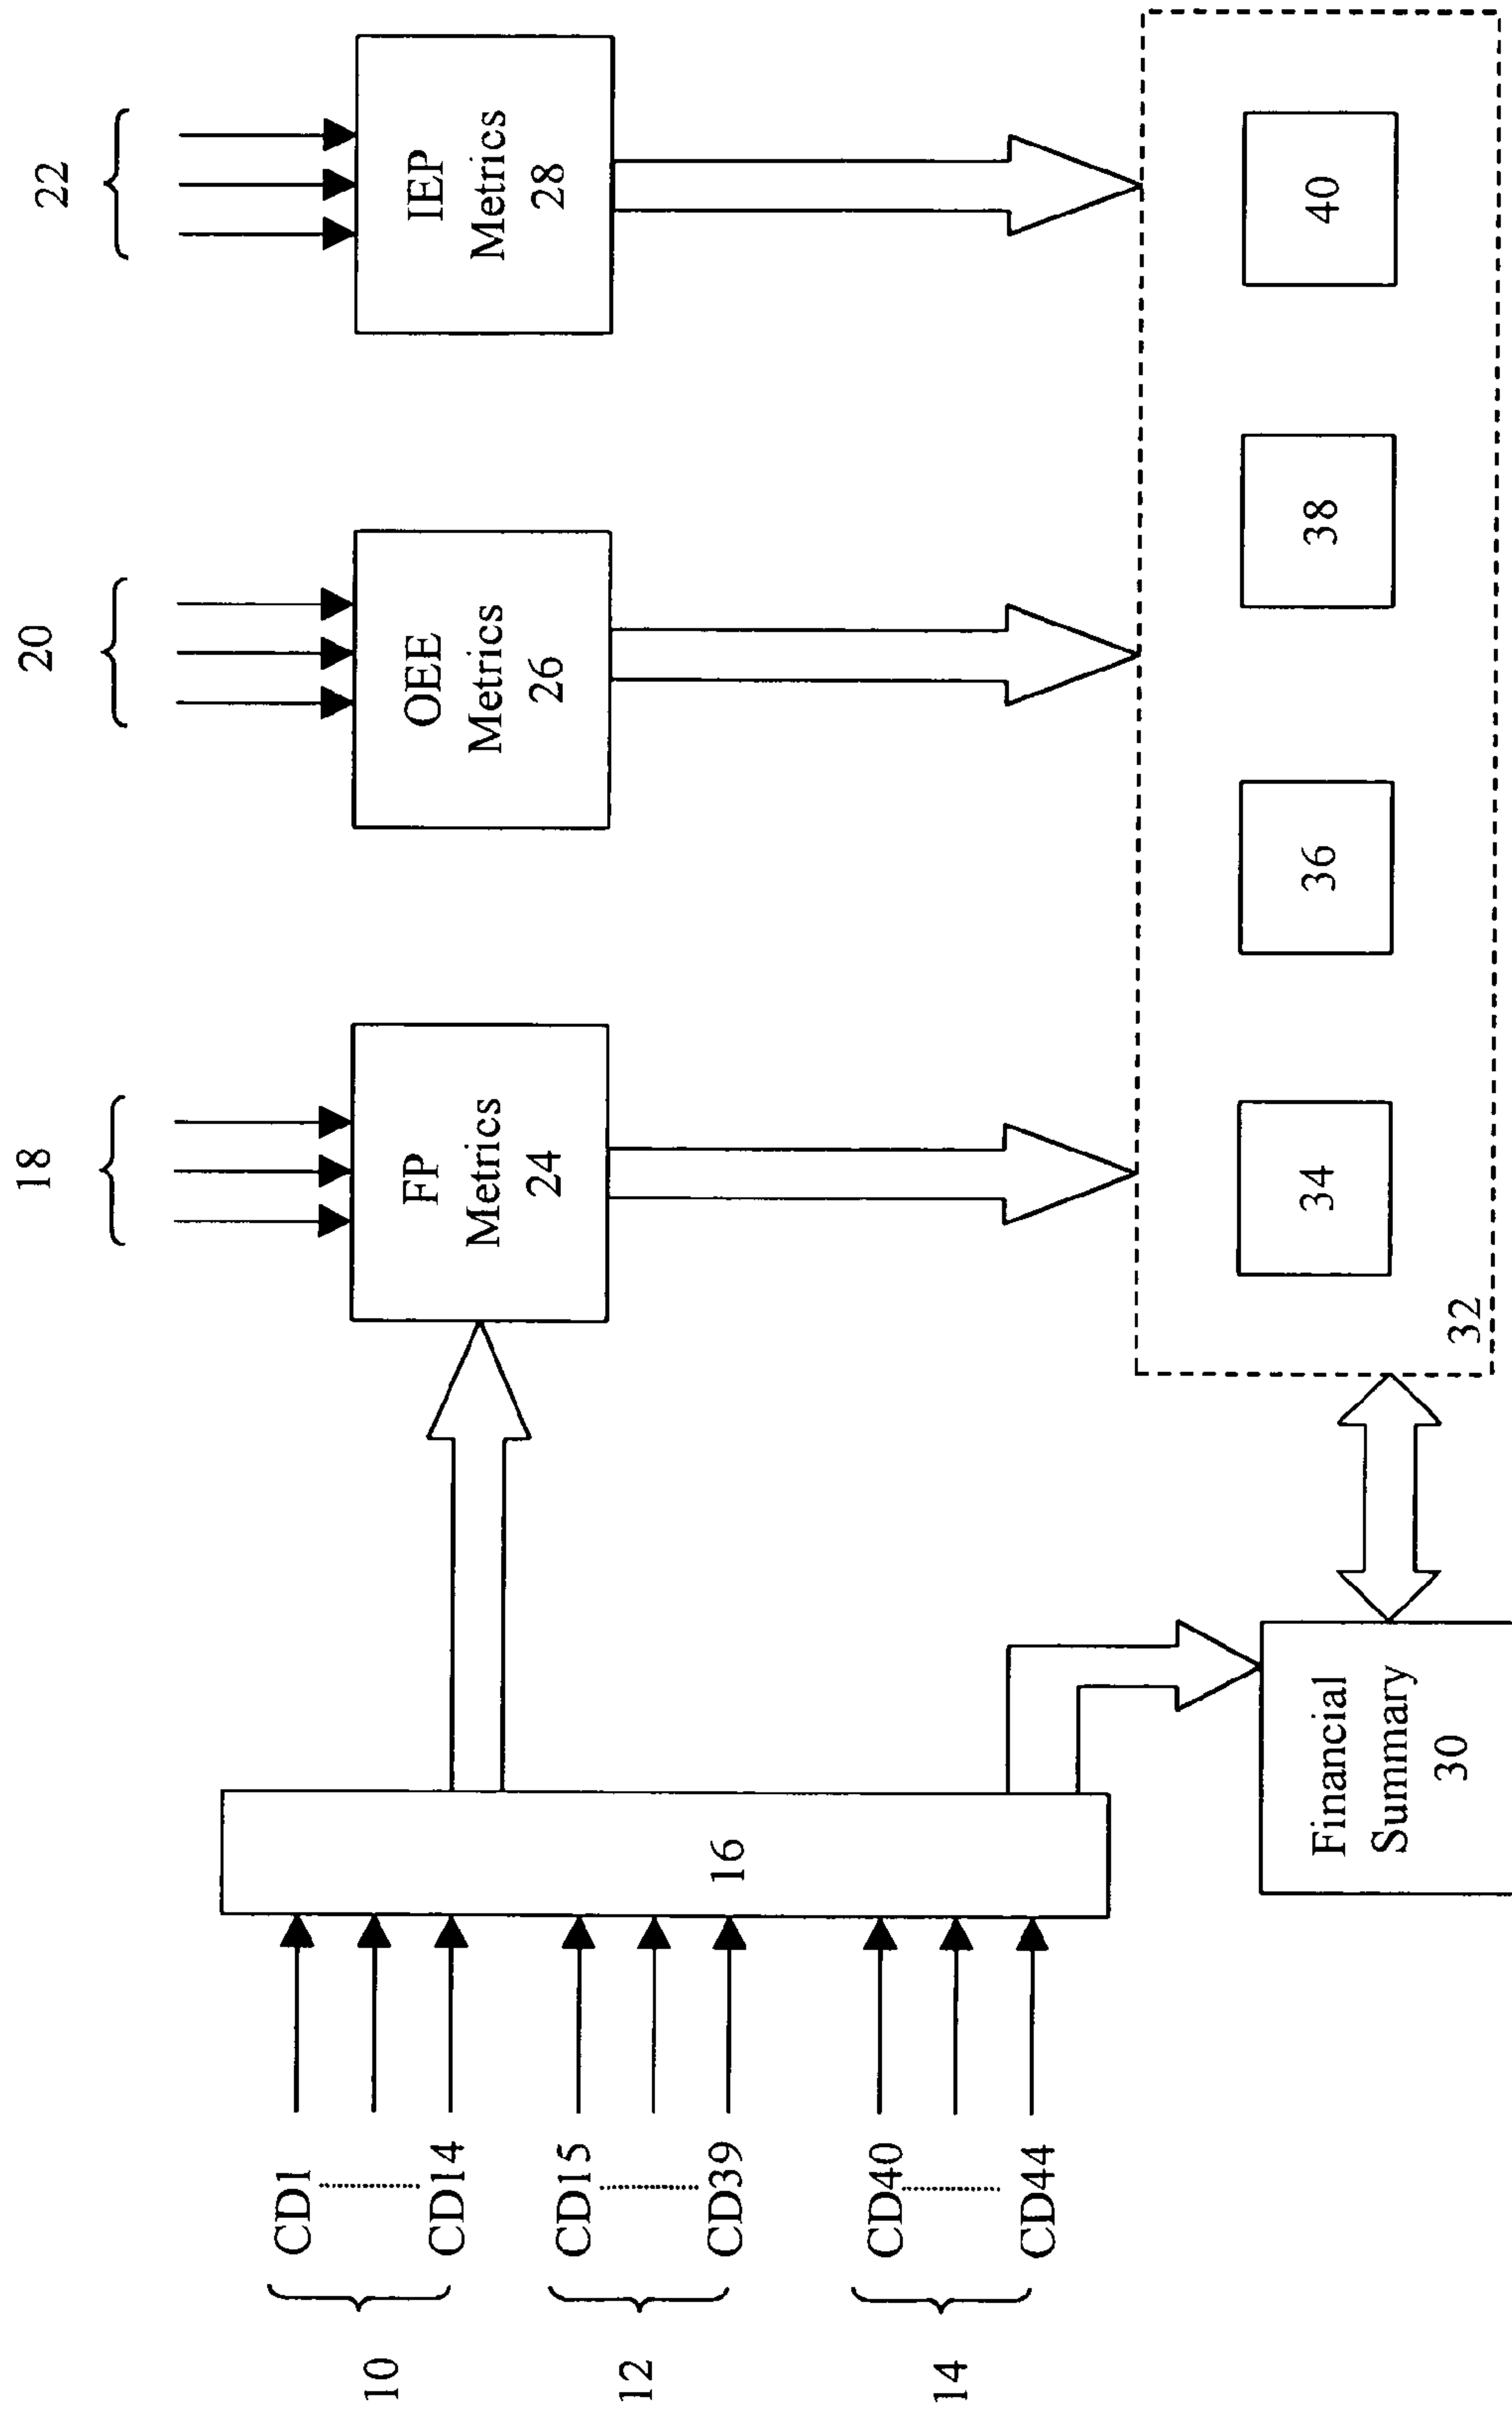 18
20
22
10
CD1
CD14
12
CD15
CD39
14
CD40
CD44
16
FP
Metrics
24
OEE
Metrics
26
IEP
Metrics
28
Financial
Summary
30
32
34
36
38
40